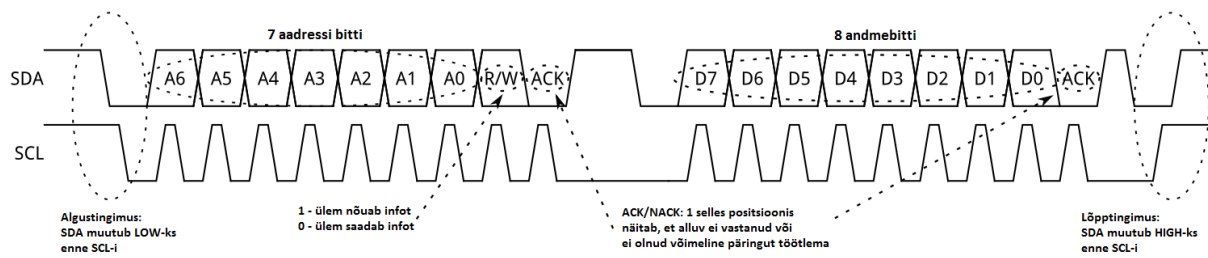 7 aadressi bitti
8 andmebitti
SDA A6 A5 A4 A3 A2 A1 A0 R/W ACK D7 D6 D5 D4 D3 D2 D1 D0 ACK
SCL
Algustingimus:
SDA muutub LOW-ks
enne SCL-i
1 - ülem nõuab infot
0 - ülem saadab infot
ACK/NACK: 1 selles positsioonis
näitab, et alluv ei vastanud või
ei olnud võimeline päringut töötlema
Lõpptingimus:
SDA muutub HIGH-ks
enne SCL-i